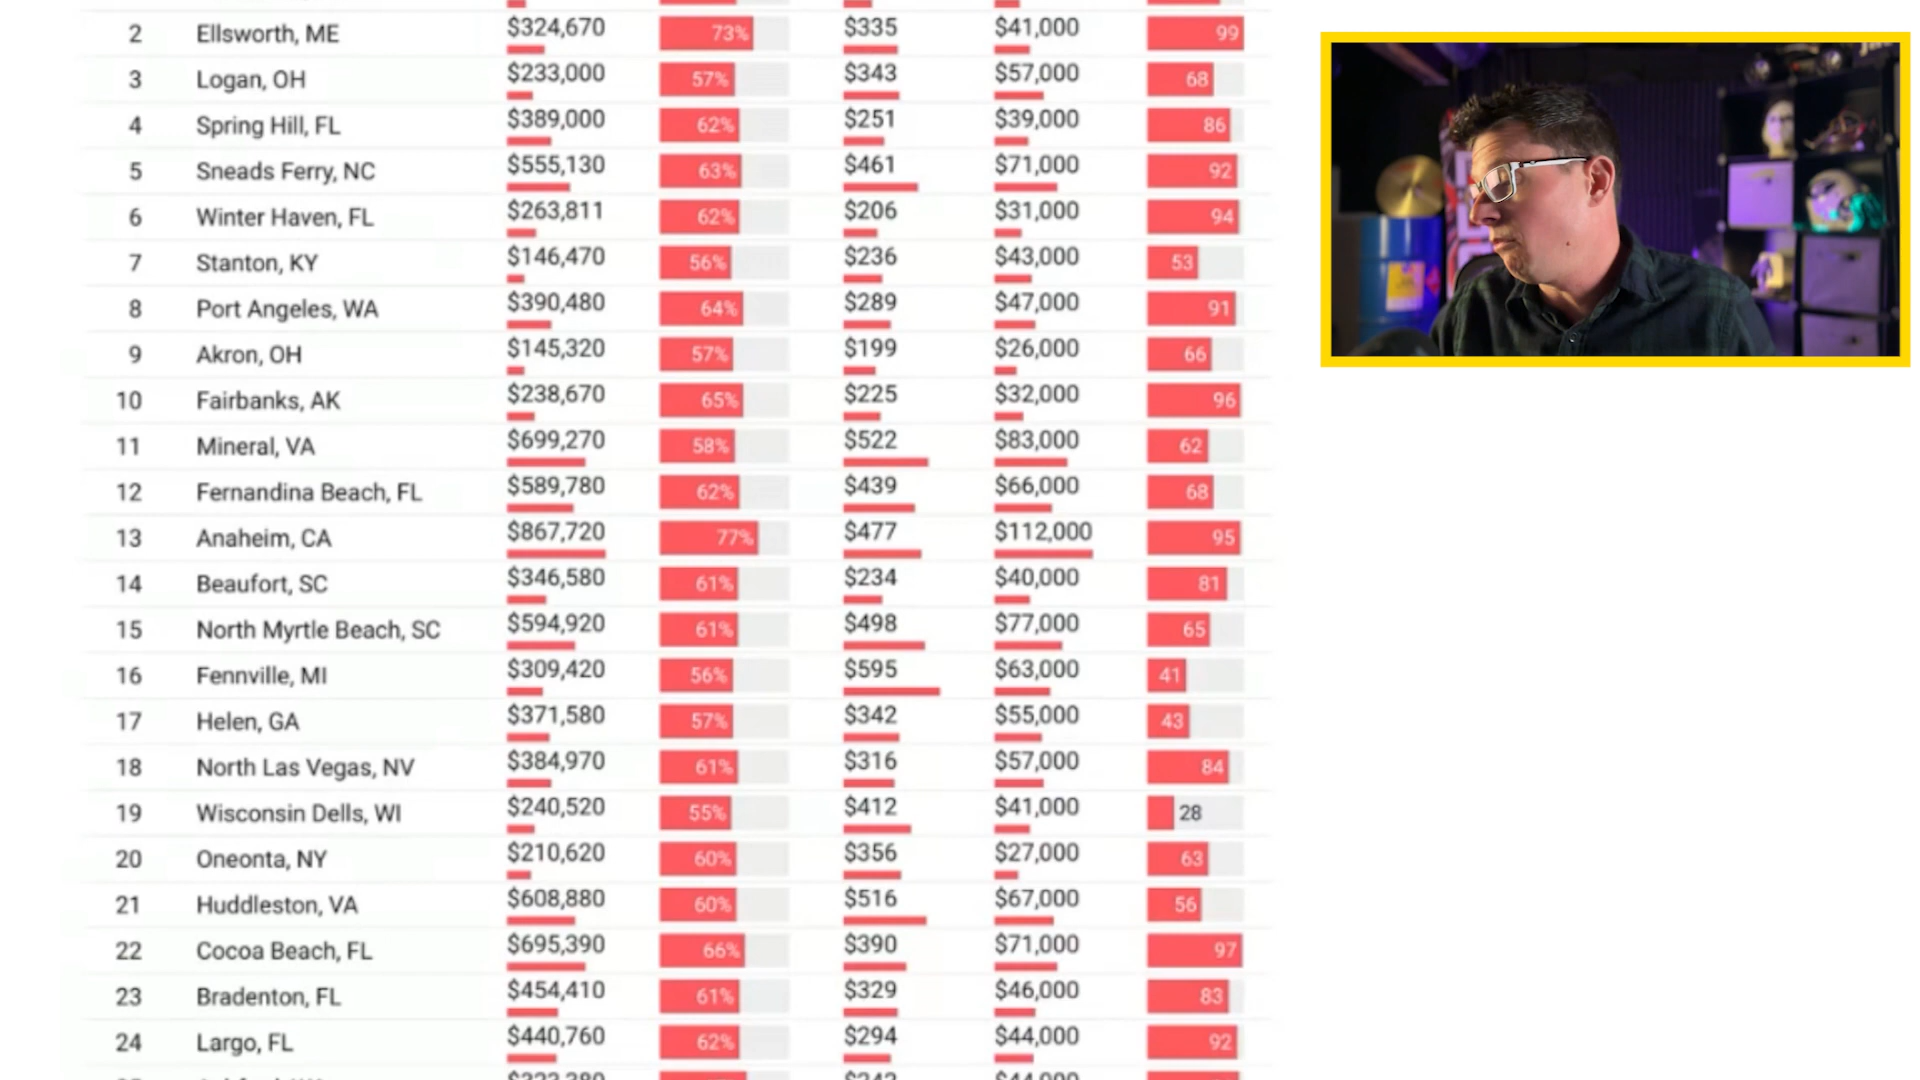 2 Ellsworth, ME $324,670 73% $335 $41,000 99
3 Logan, OH $233,000 57% $343 $57,000 68
4 Spring Hill, FL $389,000 62% $251 $39,000 86
5 Sneads Ferry, NC $555,130 63% $461 $71,000 92
6 Winter Haven, FL $263,811 62% $206 $31,000 94
7 Stanton, KY $146,470 56% $236 $43,000 53
8 Port Angeles, WA $390,480 64% $289 $47,000 91
9 Akron, OH $145,320 57% $199 $26,000 66
10 Fairbanks, AK $238,670 65% $225 $32,000 96
11 Mineral, VA $699,270 58% $522 $83,000 62
12 Fernandina Beach, FL $589,780 62% $439 $66,000 68
13 Anaheim, CA $867,720 77% $477 $112,000 95
14 Beaufort, SC $346,580 61% $234 $40,000 81
15 North Myrtle Beach, SC $594,920 61% $498 $77,000 65
16 Fennville, MI $309,420 56% $595 $63,000 41
17 Helen, GA $371,580 57% $342 $55,000 43
18 North Las Vegas, NV $384,970 61% $316 $57,000 84
19 Wisconsin Dells, WI $240,520 55% $412 $41,000 28
20 Oneonta, NY $210,620 60% $356 $27,000 63
21 Huddleston, VA $608,880 60% $516 $67,000 56
22 Cocoa Beach, FL $695,390 66% $390 $71,000 97
23 Bradenton, FL $454,410 61% $329 $46,000 83
24 Largo, FL $440,760 62% $294 $44,000 92